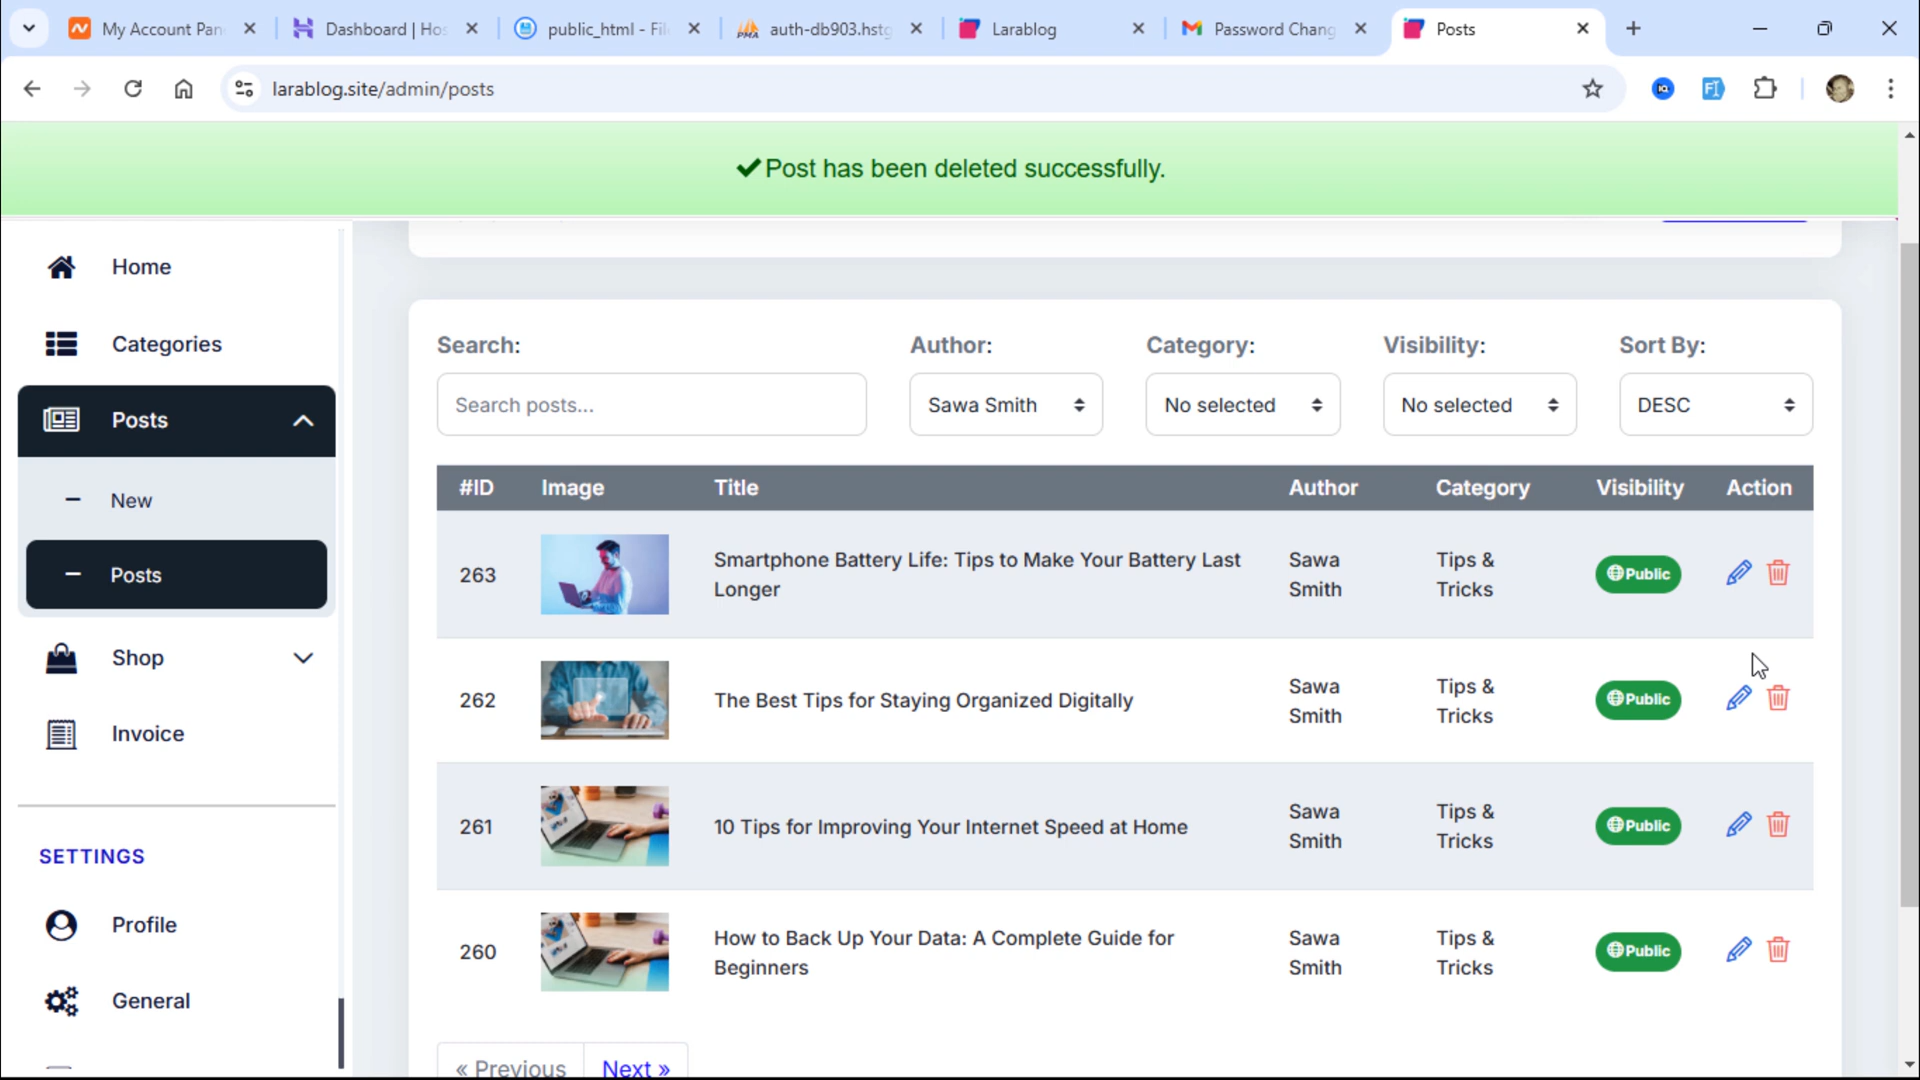 My Account Pan
Dashboard | Hos
public_html - Fil
auth-db903.hstg
Larablog
Password Chang
Posts
larablog.site/admin/posts
Post has been deleted successfully.
Home
Categories
Posts
New
Posts
Shop
Invoice
SETTINGS
Profile
General
Search:
Author:
Category:
Visibility:
Sort By:
Search posts...
Sawa Smith
No selected
No selected
DESC
#ID Image Title Author Category Visibility Action
263
Smartphone Battery Life: Tips to Make Your Battery Last
Longer
Sawa
Smith
Tips &
Tricks
Public
262
The Best Tips for Staying Organized Digitally
Sawa
Smith
Tips &
Tricks
Public
261
10 Tips for Improving Your Internet Speed at Home
Sawa
Smith
Tips &
Tricks
Public
260
How to Back Up Your Data: A Complete Guide for
Beginners
Sawa
Smith
Tips &
Tricks
Public
« Previous
Next »